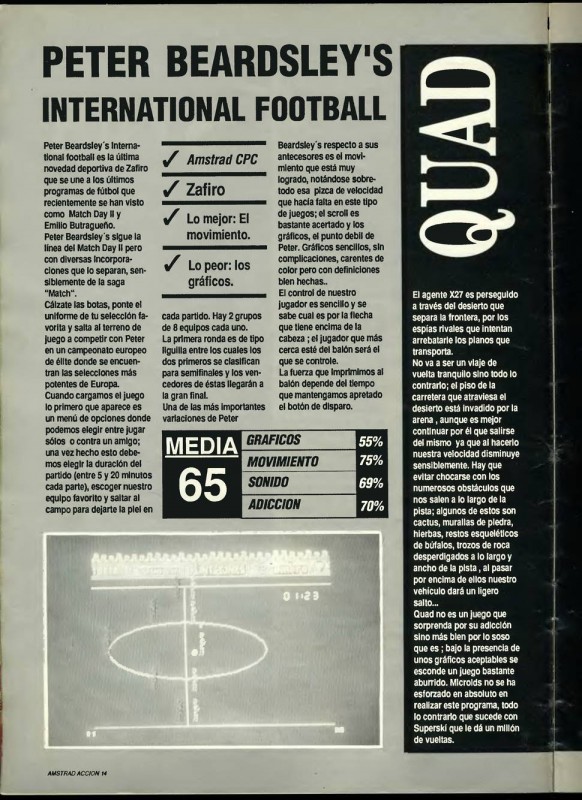 PETER BEARDSLEY'S
INTERNATIONAL FOOTBALL
Peter Beardsley´s Interna-
tional football es la última
novedad deportiva de Zafiro
que se une a los últimos
programas de fútbol que
recientemente se han visto
como Match Day II y
Emilio Butragueño.
Peter Beardsley´s sigue la
línea del Match Day II pero
con diversas incorpora-
ciones que lo separan, sen-
siblemente de la saga
"Match".
Cálzate las botas, ponte el
uniforme de tu selección fa-
vorita y salta al terreno de
juego a competir con Peter
en un campeonato europeo
de élite donde se encuen-
tran las selecciones más
potentes de Europa.
Cuando cargamos el juego
lo primero que aparece es
un menú de opciones donde
podemos elegir entre jugar
sólos o contra un amigo;
una vez hecho esto debe-
mos elegir la duración del
partido (entre 5 y 20 minutos
cada parte), escoger nuestro
equipo favorito y saltar al
campo para dejarte la piel en
✓ Amstrad CPC
✓ Zafiro
✓ Lo mejor: El
movimiento.
✓ Lo peor: los
gráficos.
cada partido. Hay 2 grupos
de 8 equipos cada uno.
La primera ronda es de tipo
liguilla entre los cuales los
dos primeros se clasifican
para semifinales y los ven-
cedores de éstas llegarán a
la gran final.
Una de las más importantes
variaciones de Peter
Beardsley´s respecto a sus
antecesores es el movi-
miento que está muy
logrado, notándose sobre-
todo esa pizca de velocidad
que hacía falta en este tipo
de juegos; el scroll es
bastante acertado y los
gráficos, el punto debil de
Peter. Gráficos sencillos, sin
complicaciones, carentes de
color pero con definiciones
bien hechas..
El control de nuestro
jugador es sencillo y se
sabe cual es por la flecha
que tiene encima de la
cabeza ; el jugador que más
cerca esté del balón será el
que se controle.
La fuerza que imprimimos al
balón depende del tiempo
que mantengamos apretado
el botón de disparo.
MEDIA
65
GRAFICOS 55%
MOVIMIENTO 75%
SONIDO 69%
ADICCION 70%
01:23
AMSTRAD ACCION 14
QUAD
El agente X27 es perseguido
a través del desierto que
separa la frontera, por los
espías rivales que intentan
arrebatarle los planos que
transporta.
No va a ser un viaje de
vuelta tranquilo sino todo lo
contrarlo; el piso de la
carretera que atraviesa el
desierto está invadido por la
arena , aunque es mejor
continuar por él que salirse
del mismo ya que al hacerlo
nuestra velocidad disminuye
sensiblemente. Hay que
evitar chocarse con los
numerosos obstáculos que
nos salen a lo largo de la
pista; algunos de estos son
cactus, murallas de piedra,
hierbas, restos esqueléticos
de búfalos, trozos de roca
desperdigados a lo largo y
ancho de la pista , al pasar
por encima de ellos nuestro
vehículo dará un ligero
salto...
Quad no es un juego que
sorprenda por su adicción
sino más bien por lo soso
que es ; bajo la presencia de
unos gráficos aceptables se
esconde un juego bastante
aburrido. Microids no se ha
esforzado en absoluto en
realizar este programa, todo
lo contrario que sucede con
Superski que le dá un millón
de vueltas.